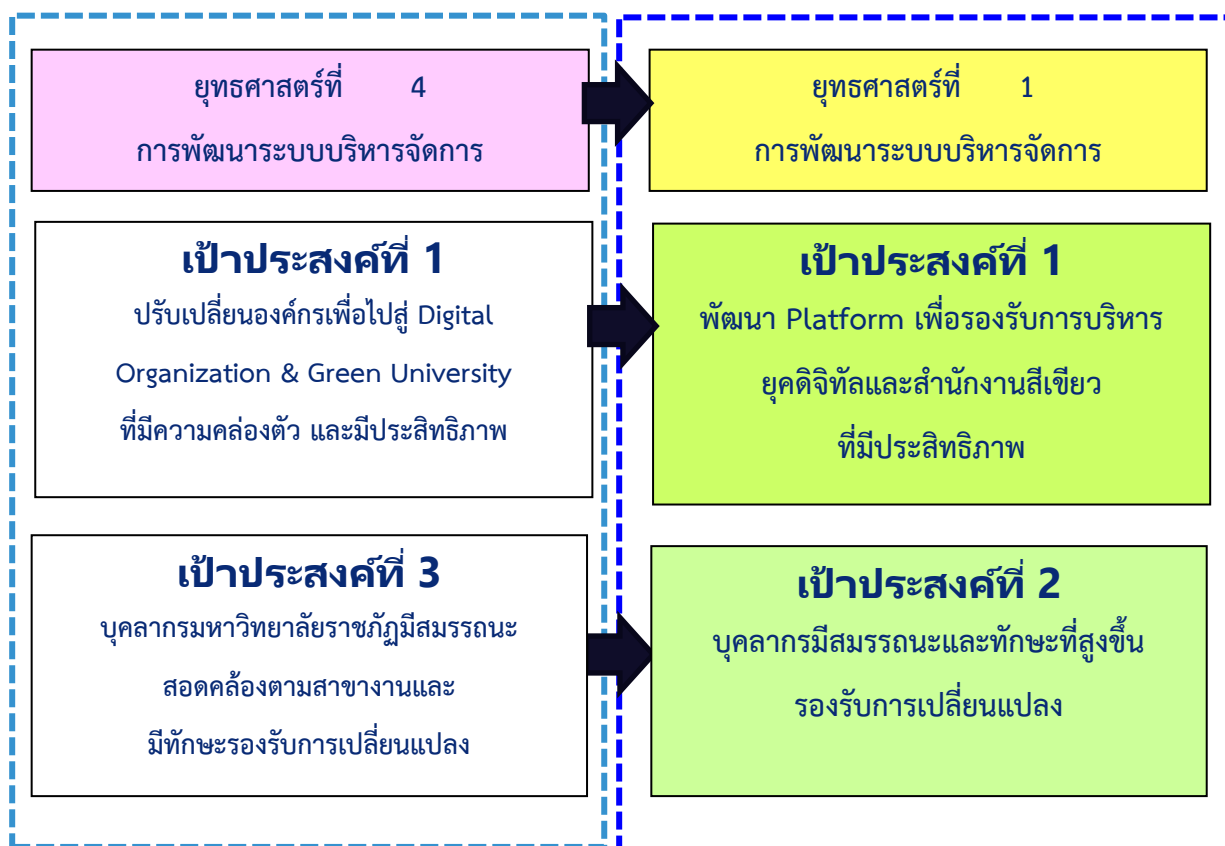 ยุทธศาสตร์ที่ 4
การพัฒนาระบบบริหารจัดการ
เป้าประสงค์ที่ 1
ปรับเปลี่ยนองค์กรเพื่อไปสู่ Digital
Organization & Green University
ที่มีความคล่องตัว และมีประสิทธิภาพ
เป้าประสงค์ที่ 3
บุคลากรมหาวิทยาลัยราชภัฏมีสมรรถนะ
สอดคล้องตามสาขางานและ
มีทักษะรองรับการเปลี่ยนแปลง
ยุทธศาสตร์ที่ 1
การพัฒนาระบบบริหารจัดการ
เป้าประสงค์ที่ 1
พัฒนา Platform เพื่อรองรับการบริหาร
ยุคดิจิทัลและสำนักงานสีเขียว
ที่มีประสิทธิภาพ
เป้าประสงค์ที่ 2
บุคลากรมีสมรรถนะและทักษะที่สูงขึ้น
รองรับการเปลี่ยนแปลง